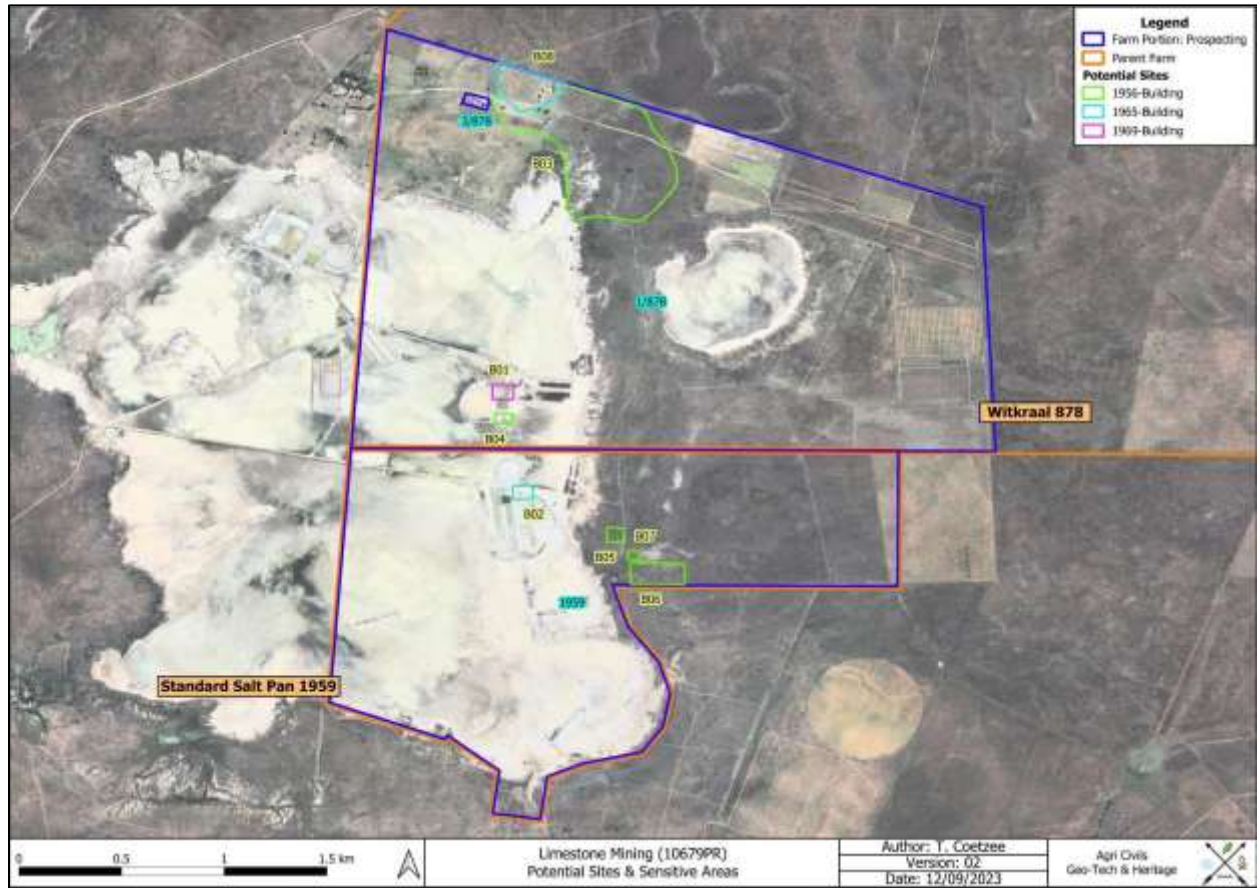 Legend
Farm Portion: Prospecting
Parent Farm
Potential Sites
1956-Building
1965-Building
1969-Building
B08
3/878
B03
1/878
B01
B04
Witkraal 878
B02
B07
B05
B06
1959
Standard Salt Pan 1959
0 0.5 1 1.5 km
Limestone Mining (10679PR)
Potential Sites & Sensitive Areas
Author: T. Coetzee
Version: 02
Date: 12/09/2023
Agri Civils
Geo-Tech & Heritage